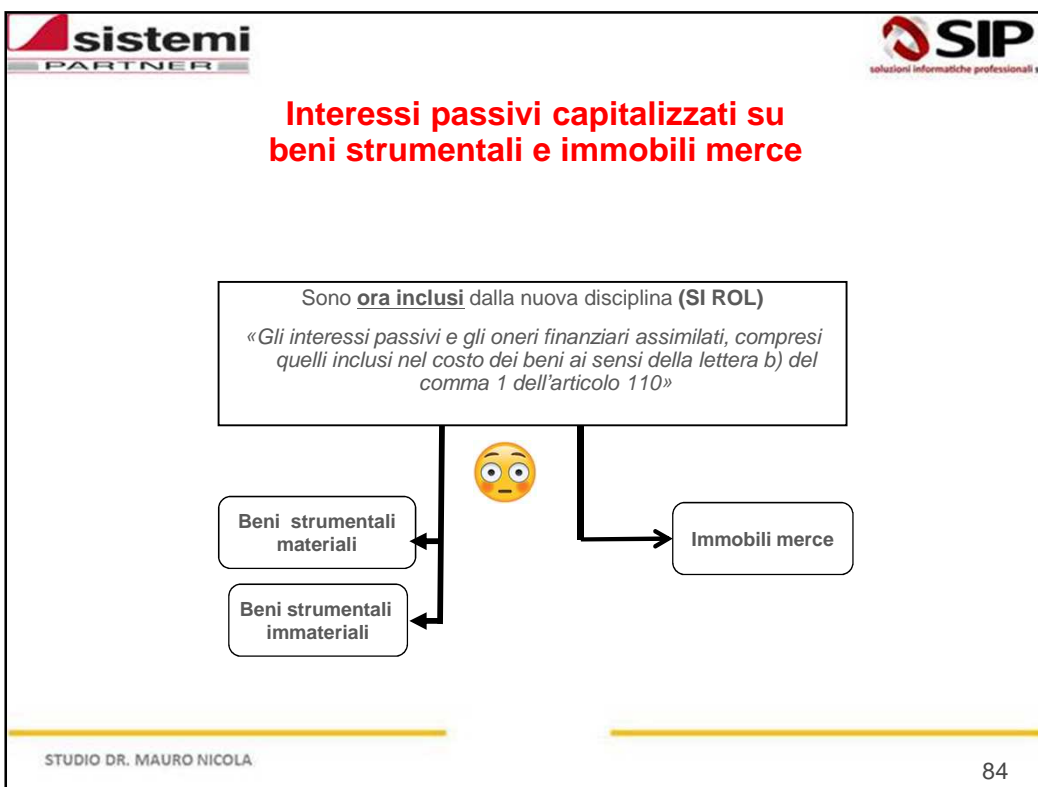 sistemi
PARTNER
SIP
soluzioni informatiche professionali s
Interessi passivi capitalizzati su
beni strumentali e immobili merce
Sono ora inclusi dalla nuova disciplina (SI ROL)
«Gli interessi passivi e gli oneri finanziari assimilati, compresi
quelli inclusi nel costo dei beni ai sensi della lettera b) del
comma 1 dell’articolo 110»
Beni strumentali
materiali
Immobili merce
Beni strumentali
immateriali
STUDIO DR. MAURO NICOLA
84